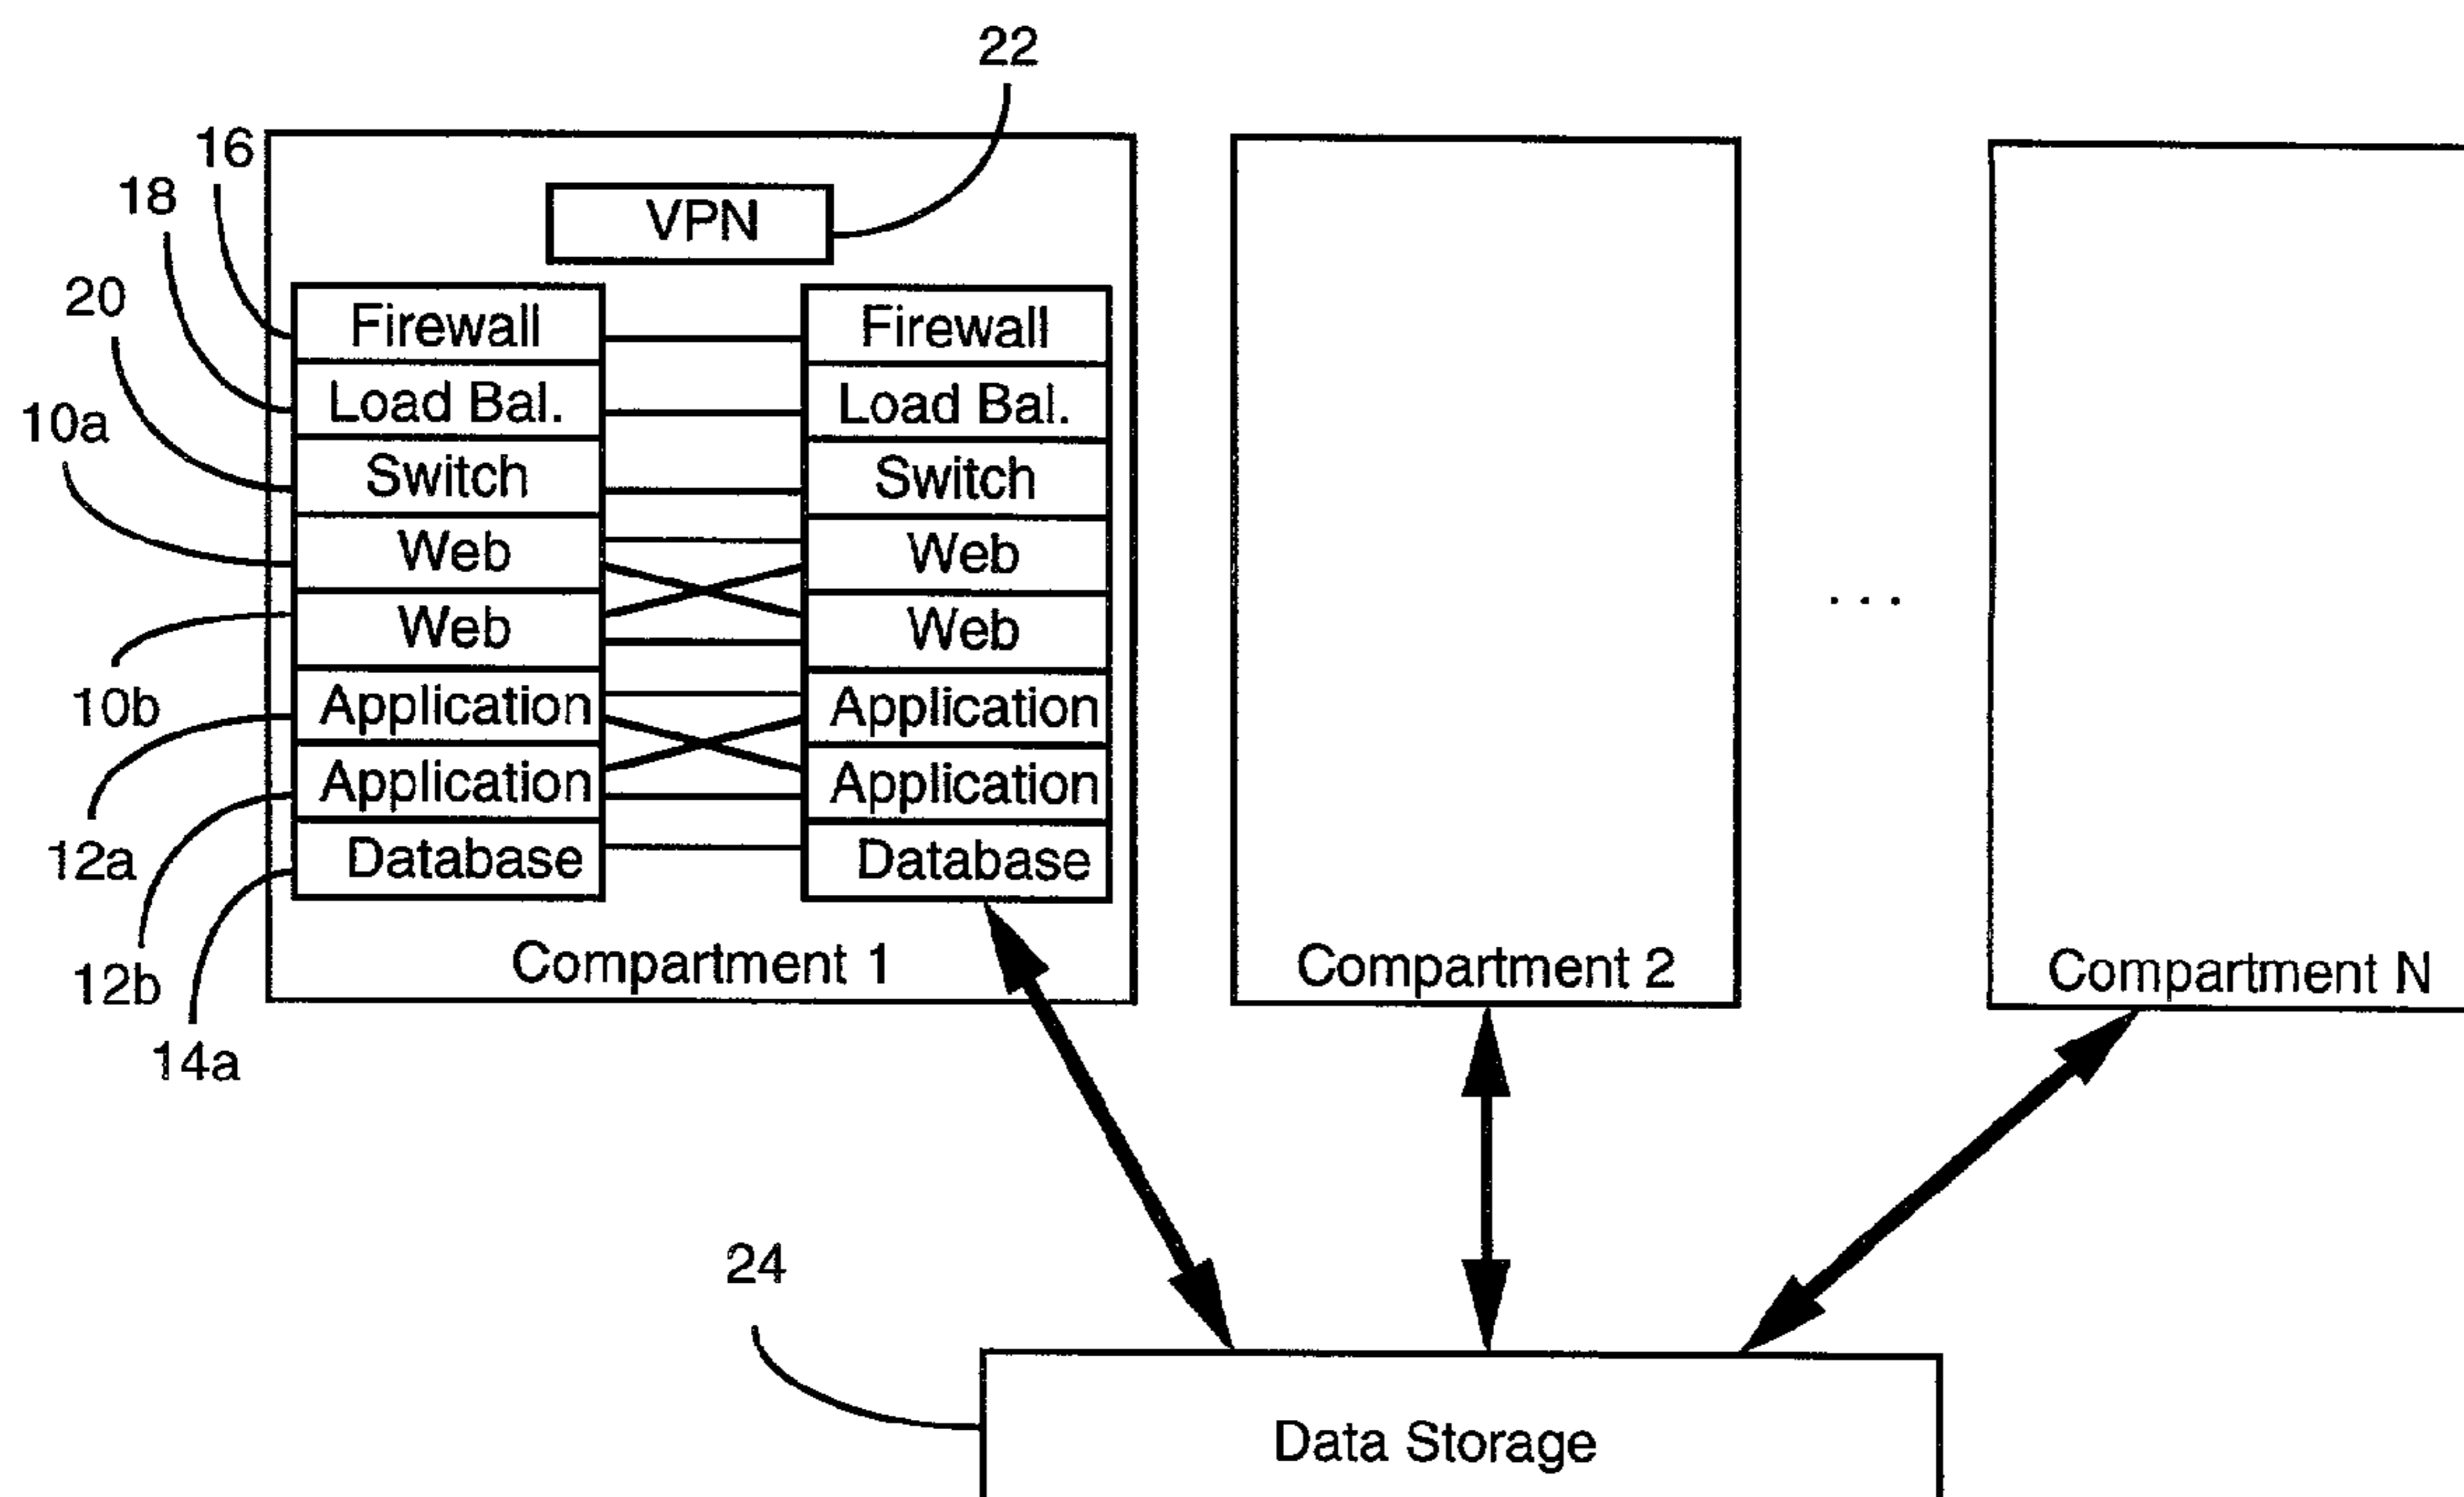 22
16
18
20
10a
10b
12a
12b
14a
VPN
Firewall
Load Bal.
Switch
Web
Web
Application
Application
Database
Firewall
Load Bal.
Switch
Web
Web
Application
Application
Database
Compartment 1
Compartment 2
. . .
Compartment N
24
Data Storage